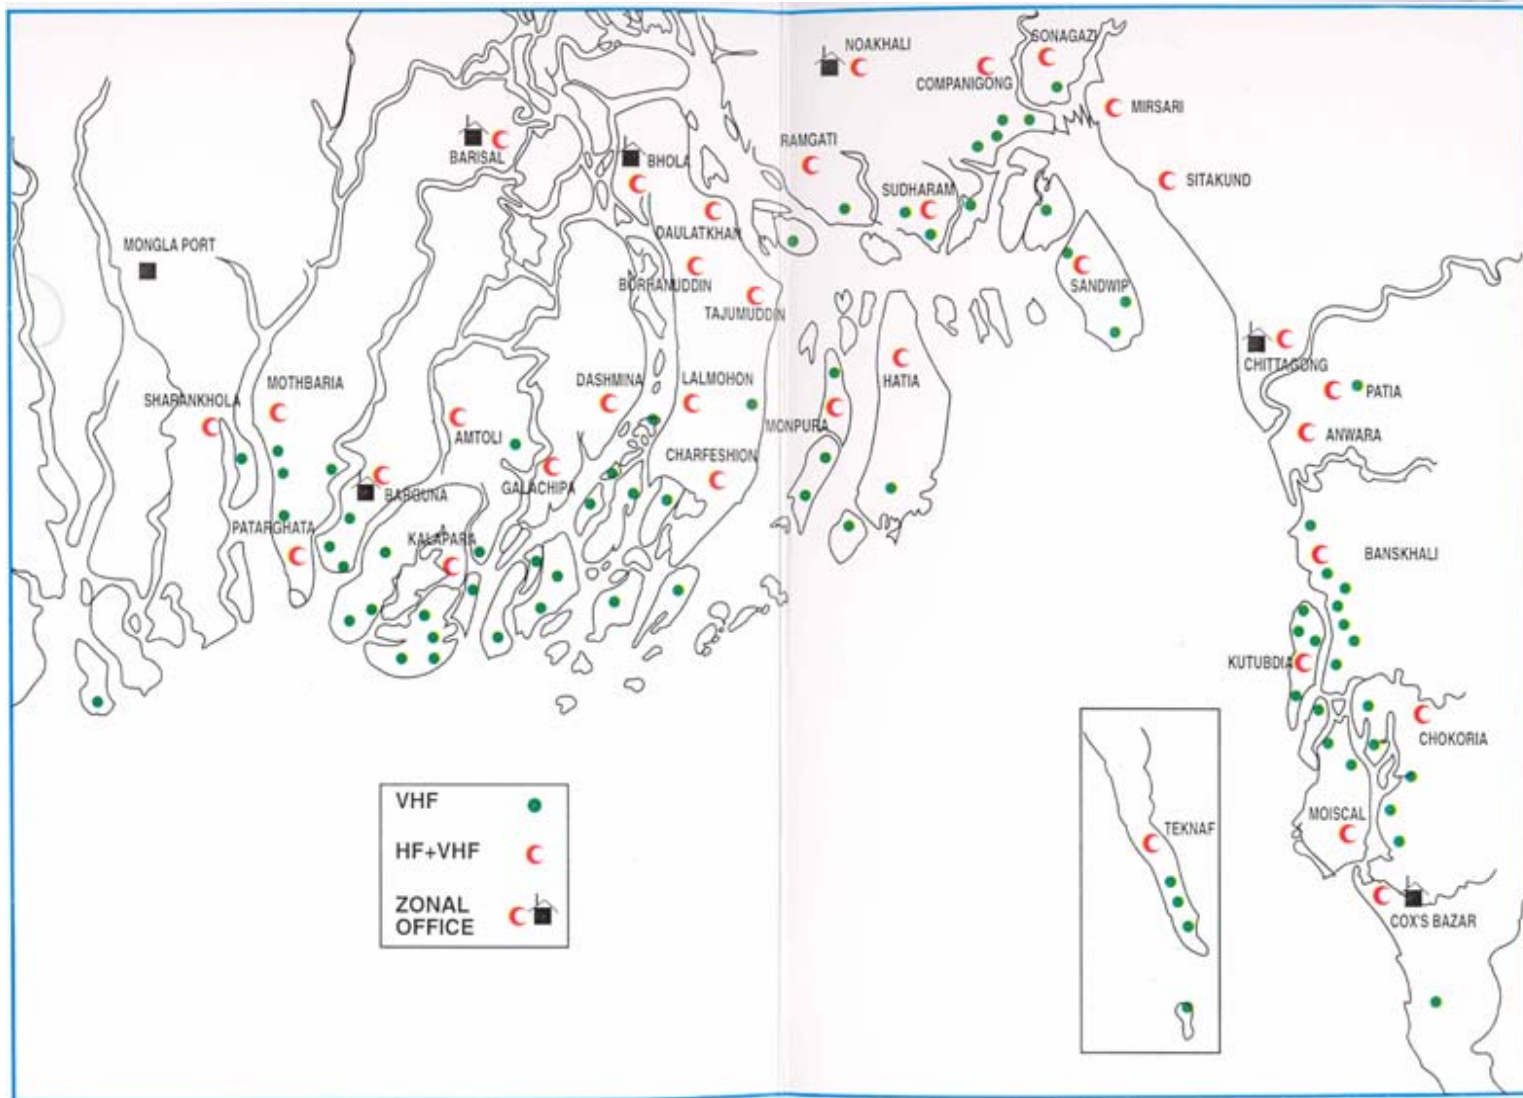 NOAKHALI
SONAGAZI
COMPANIGONG
MIRSARI
BARISAL
BHOLA
RAMGATI
SUDHARAM
SITAKUND
MONGLA PORT
DAULATKHAN
BORHANUDDIN
TAJUMUDDIN
SANDWIP
CHITTAGONG
PATIA
SHARANKHOLA
MOTHBARIA
AMTOLI
DASHMINA
LALMOHON
MONPURA
HATIA
ANWARA
BARGUNA
GALACHIPA
CHARFESHION
PATARGHATA
KALAPARA
BANSKHALI
KUTUBDIA
CHOKORIA
MOISCAL
TEKNAF
COX'S BAZAR
VHF
HF+VHF
ZONAL
OFFICE